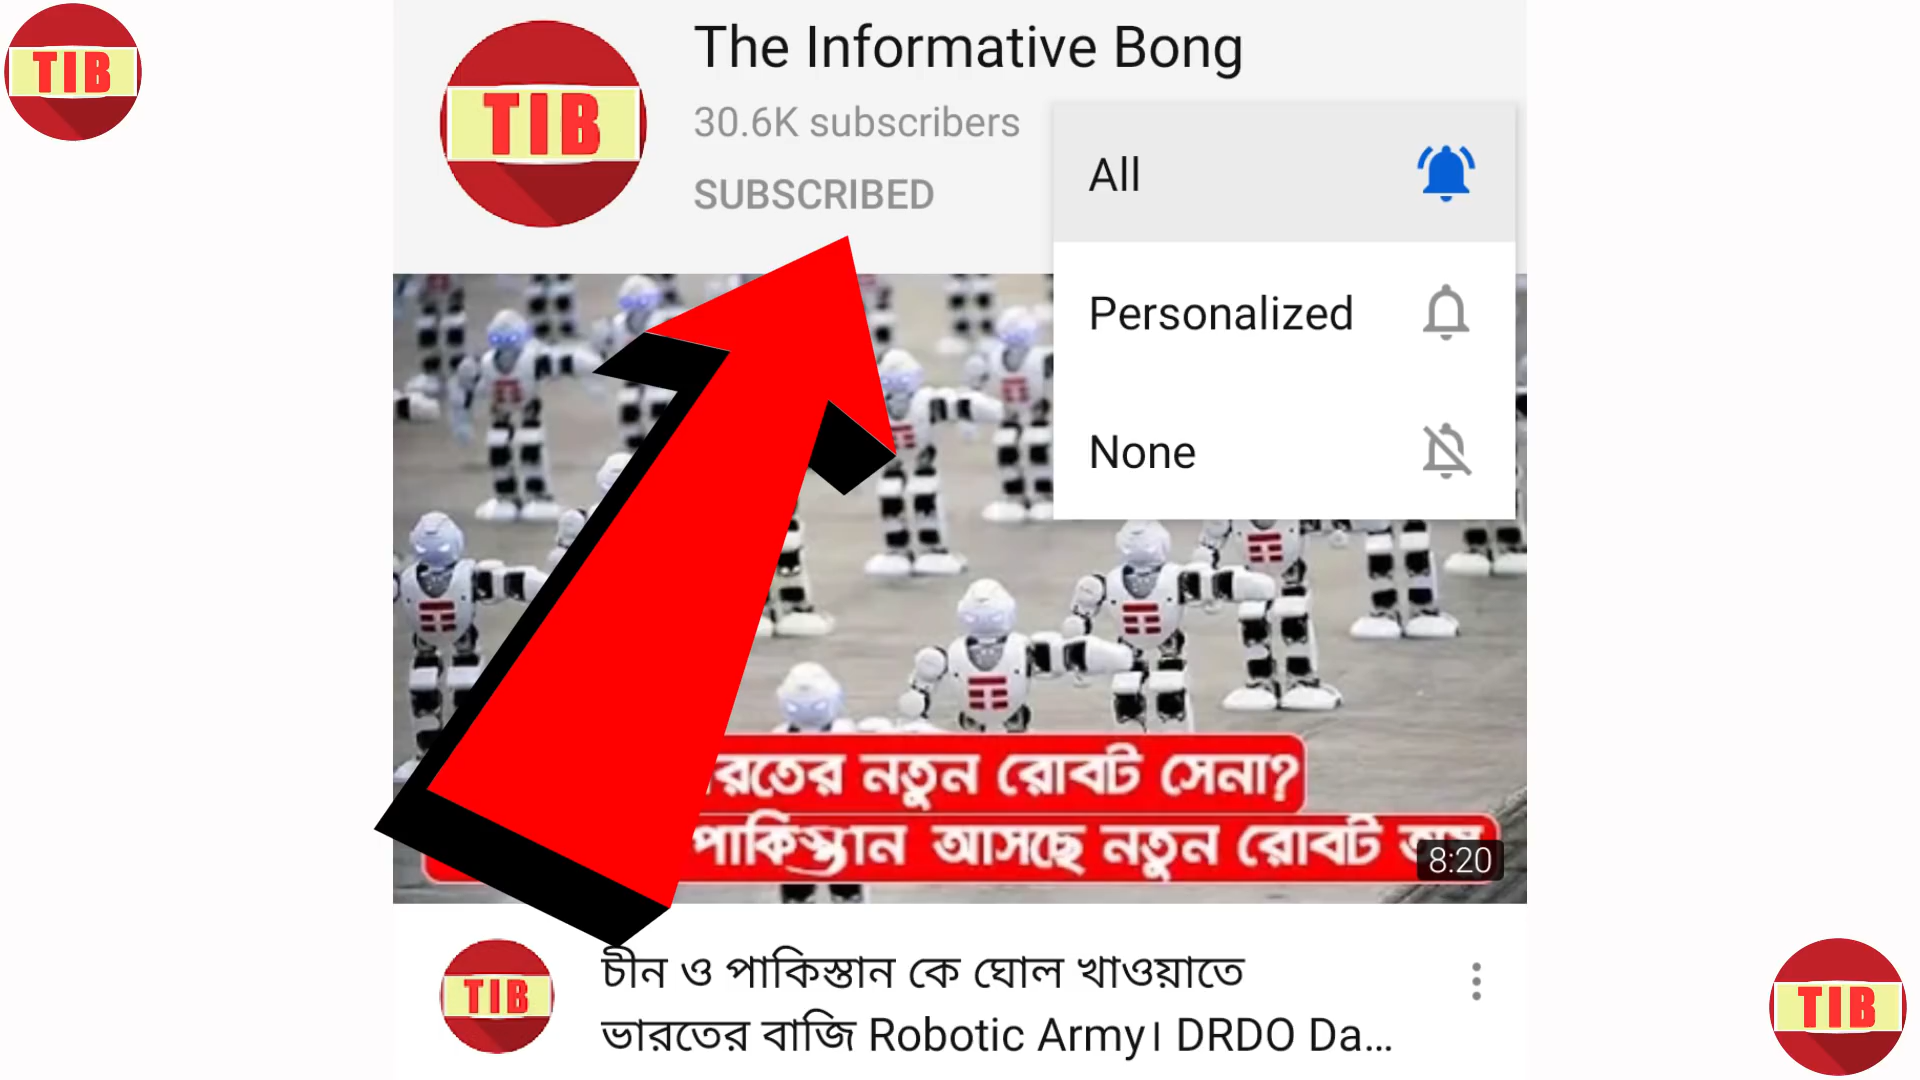 TIB
The Informative Bong
TIB
30.6K subscribers
SUBSCRIBED
All
Personalized
None
রতের নতুন রোবট সেনা?
পাকিস্তান আসছে নতুন রোবট
8:20
TIB
চীন ও পাকিস্তান কে ঘোল খাওয়াতে
ভারতের বাজি Robotic Army। DRDO Da...
TIB